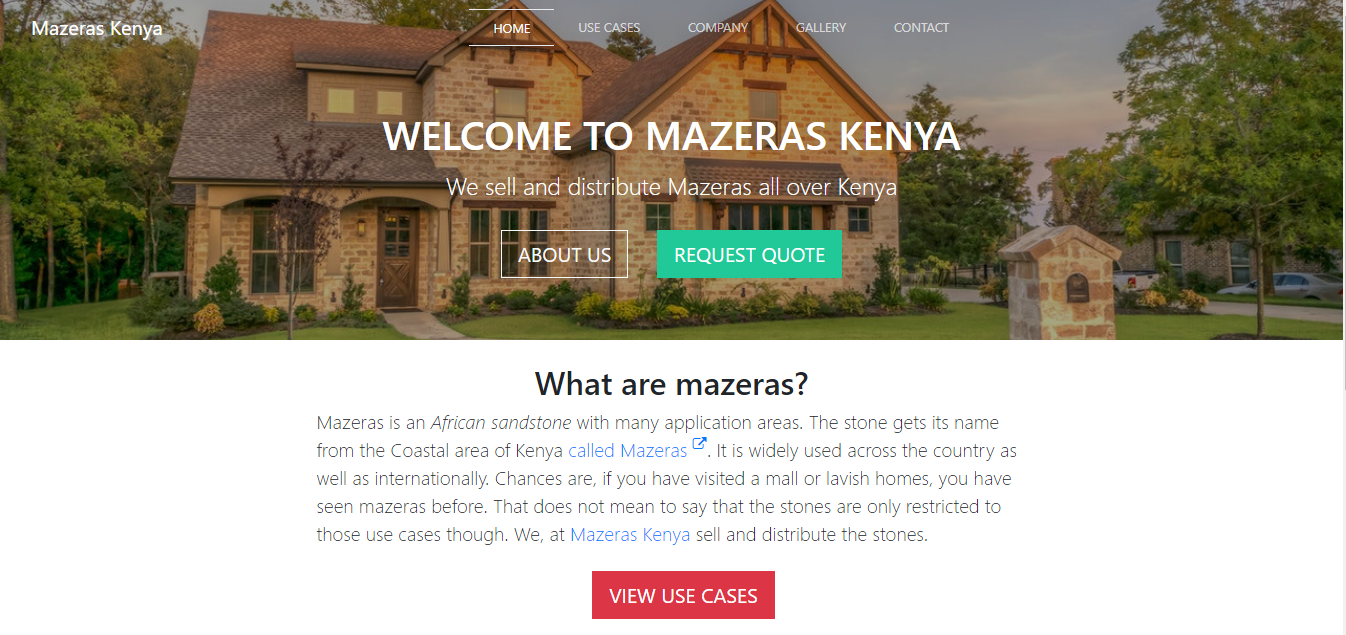 Mazeras Kenya
HOME
USE CASES
COMPANY
GALLERY
CONTACT
WELCOME TO MAZERAS KENYA
We sell and distribute Mazeras all over Kenya
ABOUT US
REQUEST QUOTE
What are mazeras?
Mazeras is an African sandstone with many application areas. The stone gets its name
from the Coastal area of Kenya called Mazeras . It is widely used across the country as
well as internationally. Chances are, if you have visited a mall or lavish homes, you have
seen mazeras before. That does not mean to say that the stones are only restricted to
those use cases though. We, at Mazeras Kenya sell and distribute the stones.
VIEW USE CASES